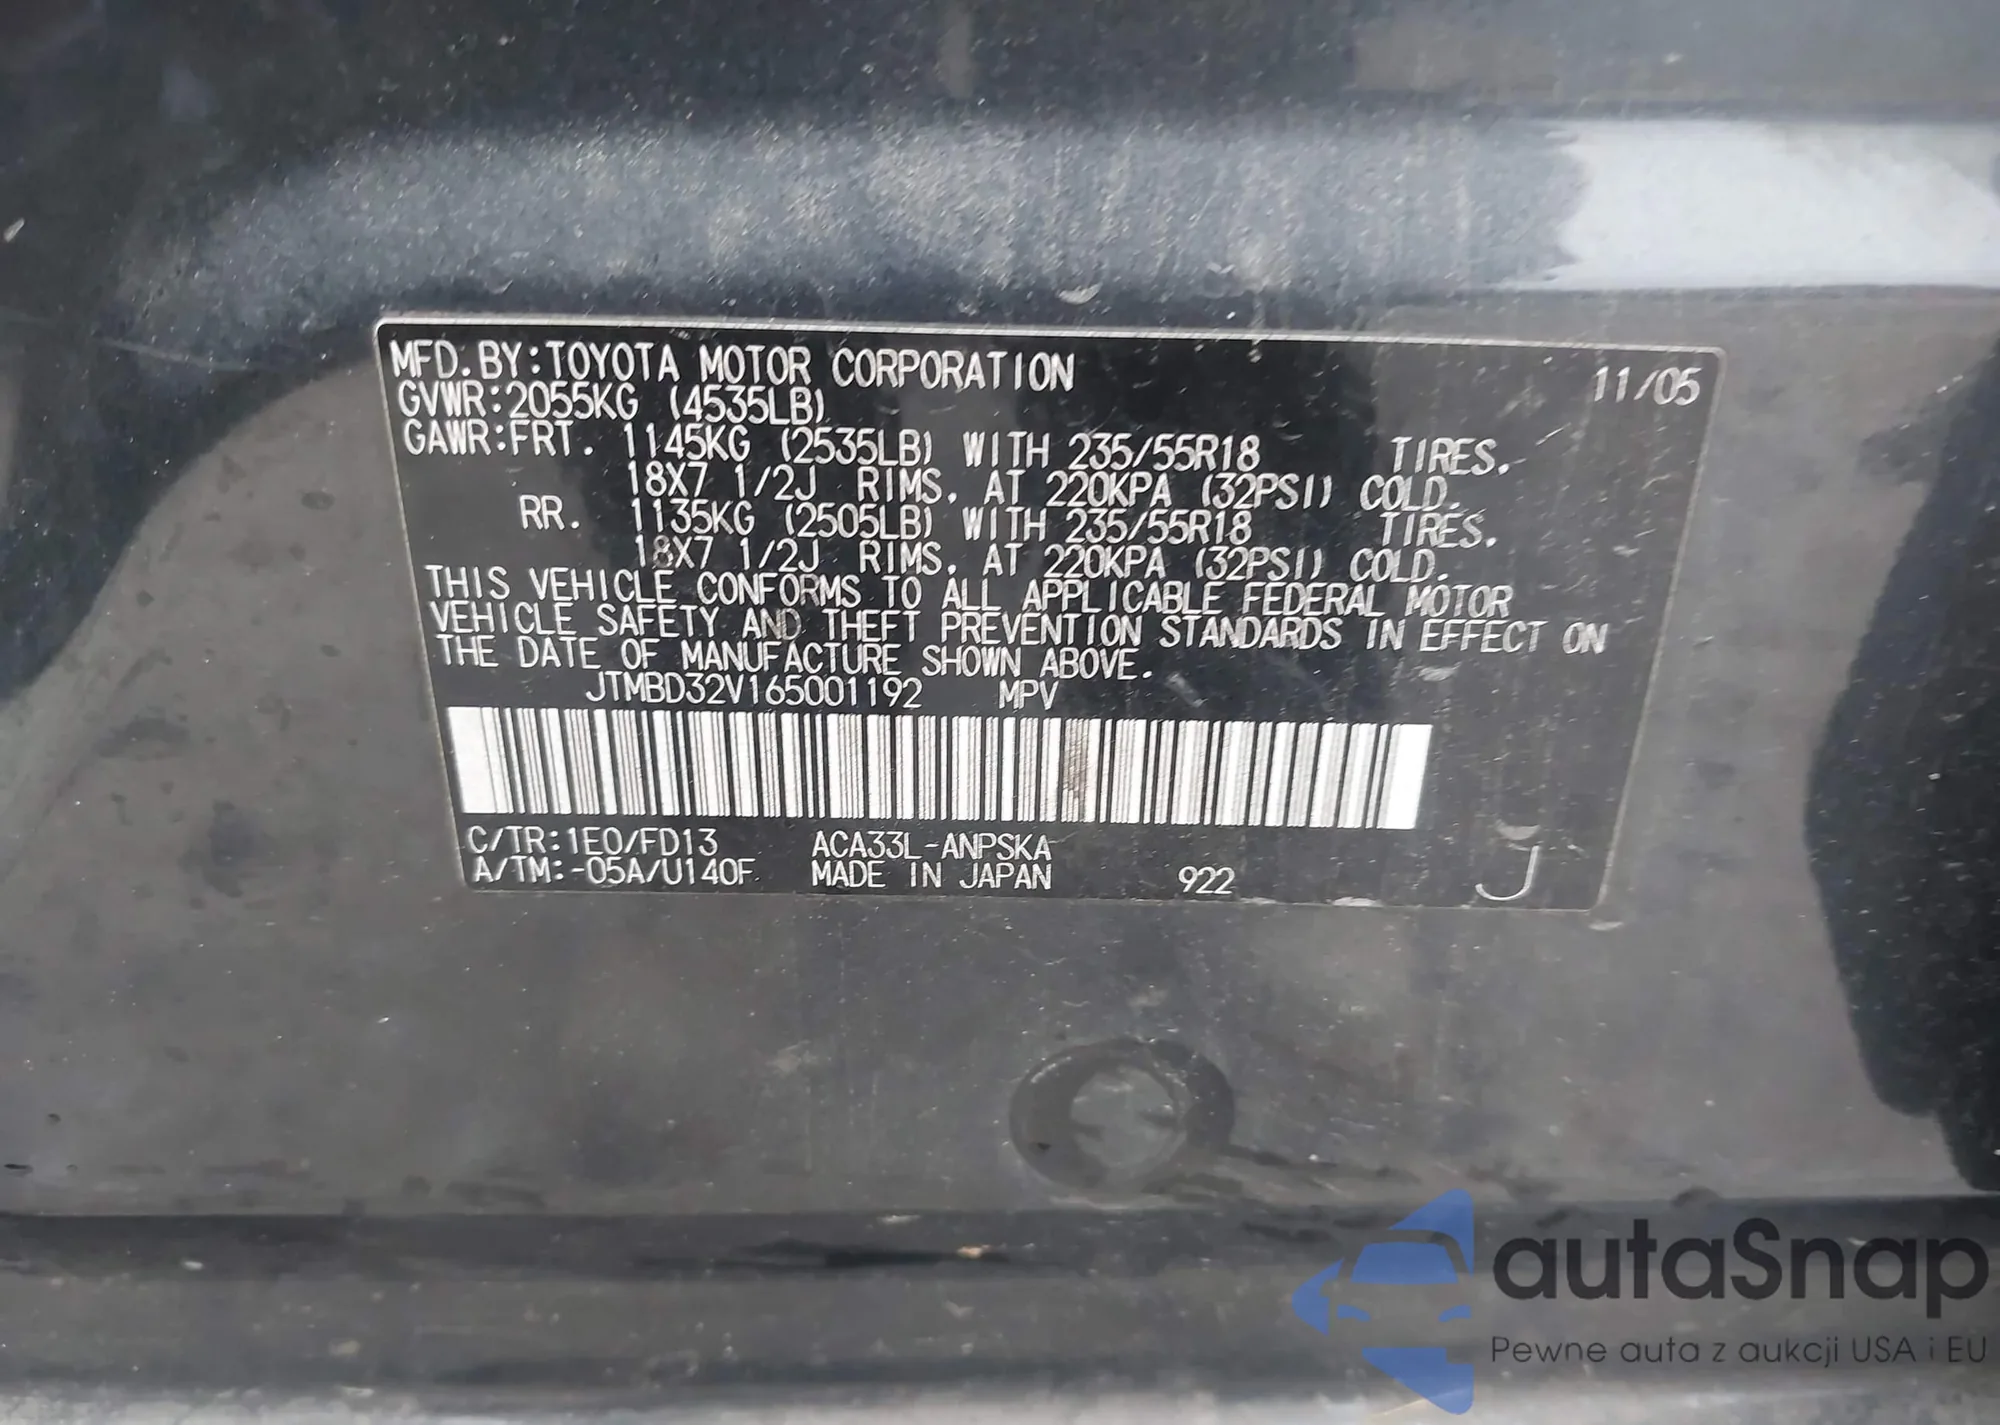 MFD.BY:TOYOTA MOTOR CORPORATION 11/05
GVWR:2055KG (4535LB)
GAWR:FRT. 1145KG (2535LB) WITH 235/55R18 TIRES.
18X7 1/2J RIMS, AT 220KPA (32PSI) COLD.
RR. 1135KG (2505LB) WITH 235/55R18 TIRES.
18X7 1/2J RIMS, AT 220KPA (32PSI) COLD.
THIS VEHICLE CONFORMS TO ALL APPLICABLE FEDERAL MOTOR
VEHICLE SAFETY AND THEFT PREVENTION STANDARDS IN EFFECT ON
THE DATE OF MANUFACTURE SHOWN ABOVE.
JTMBD32V165001192 MPV
C/TR:1E0/FD13 ACA33L-ANPSKA
A/TM:-05A/U140F MADE IN JAPAN 922 J
autaSnap
Pewne auta z aukcji USA i EU